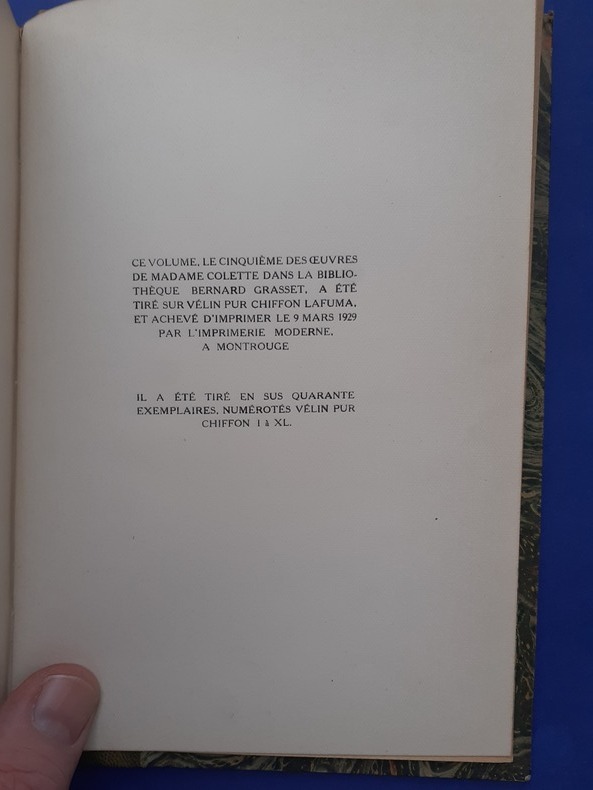 CE VOLUME, LE CINQUIÈME DES ŒUVRES
DE MADAME COLETTE DANS LA BIBLIO-
THÈQUE BERNARD GRASSET, A ÉTÉ
TIRÉ SUR VÉLIN PUR CHIFFON LAFUMA,
ET ACHEVÉ D'IMPRIMER LE 9 MARS 1929
PAR L'IMPRIMERIE MODERNE,
A MONTROUGE
IL A ÉTÉ TIRÉ EN SUS QUARANTE
EXEMPLAIRES, NUMÉROTÉS VÉLIN PUR
CHIFFON I à XL.